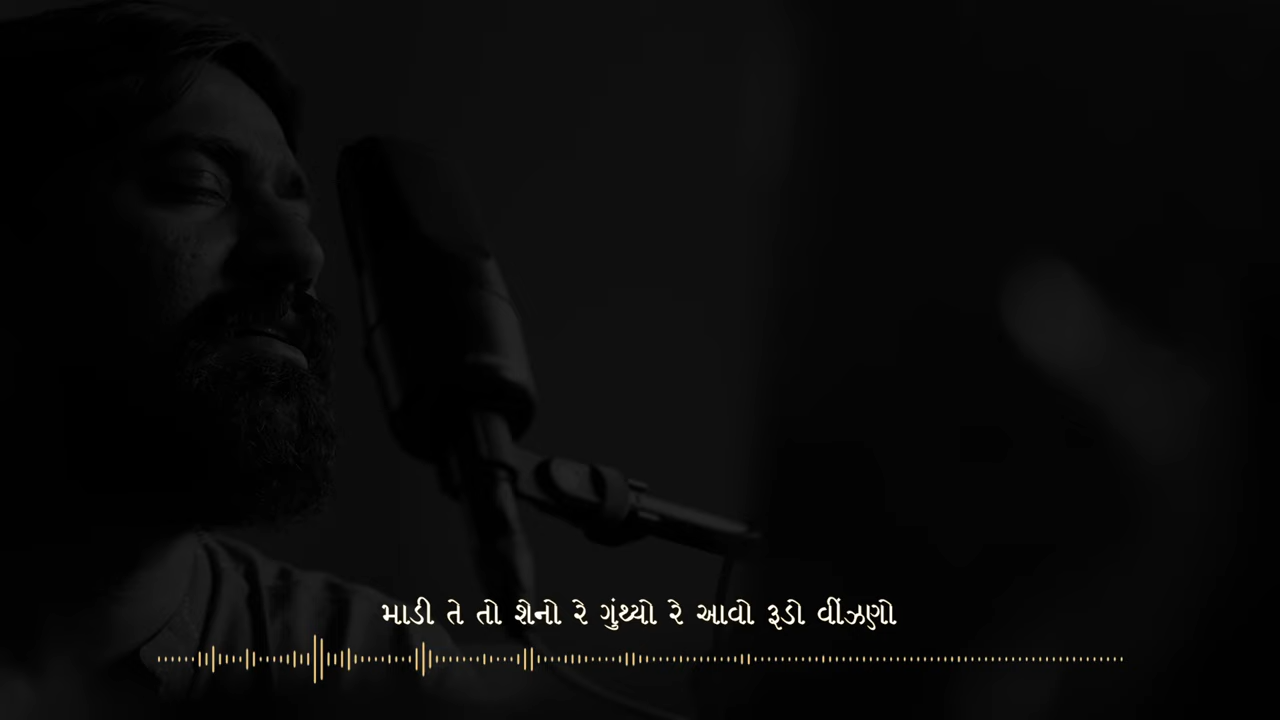 માડી તે તો શેનો રે ગુંથ્યો રે આવો રૂડો વીંઝણો